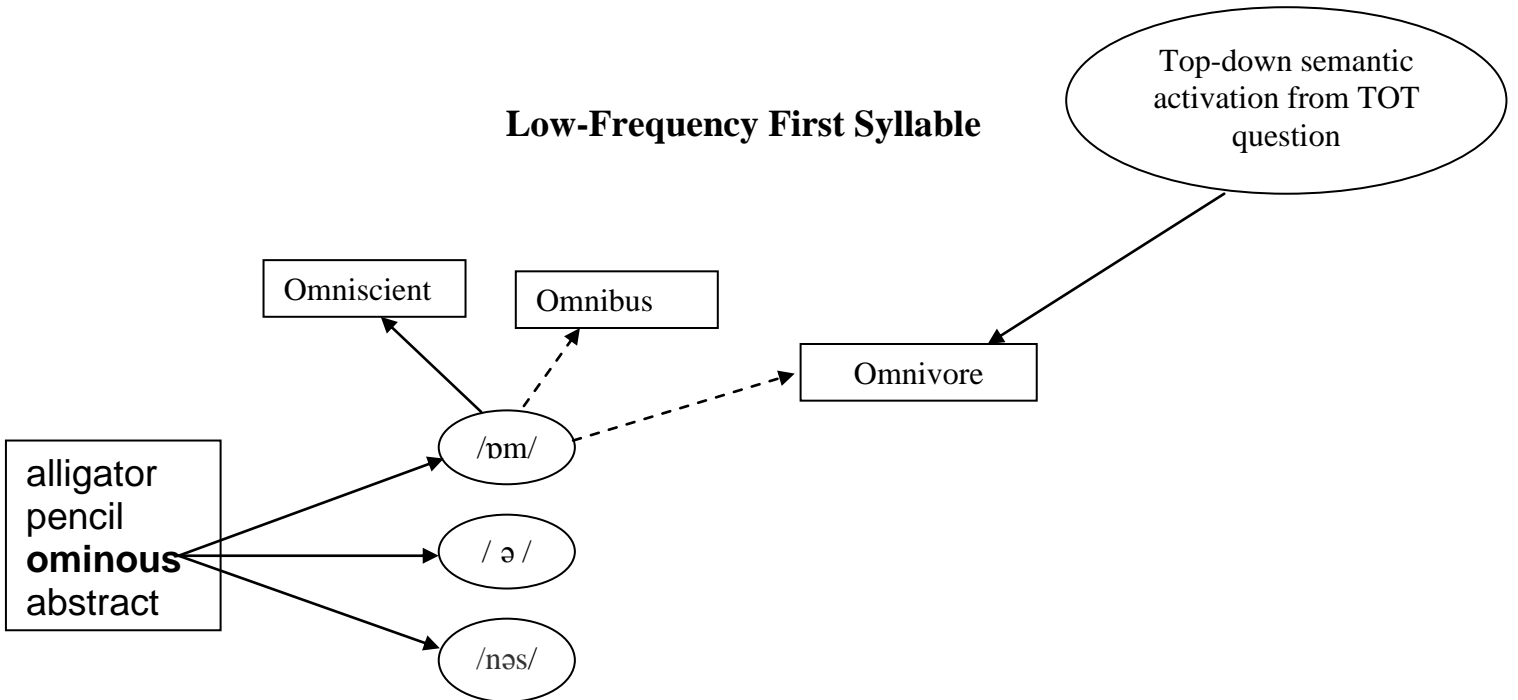 Top-down semantic
activation from TOT
question
Low-Frequency First Syllable
Omniscient
Omnibus
Omnivore
/ɒm/
alligator
pencil
ominous
abstract
/ ə /
/nəs/